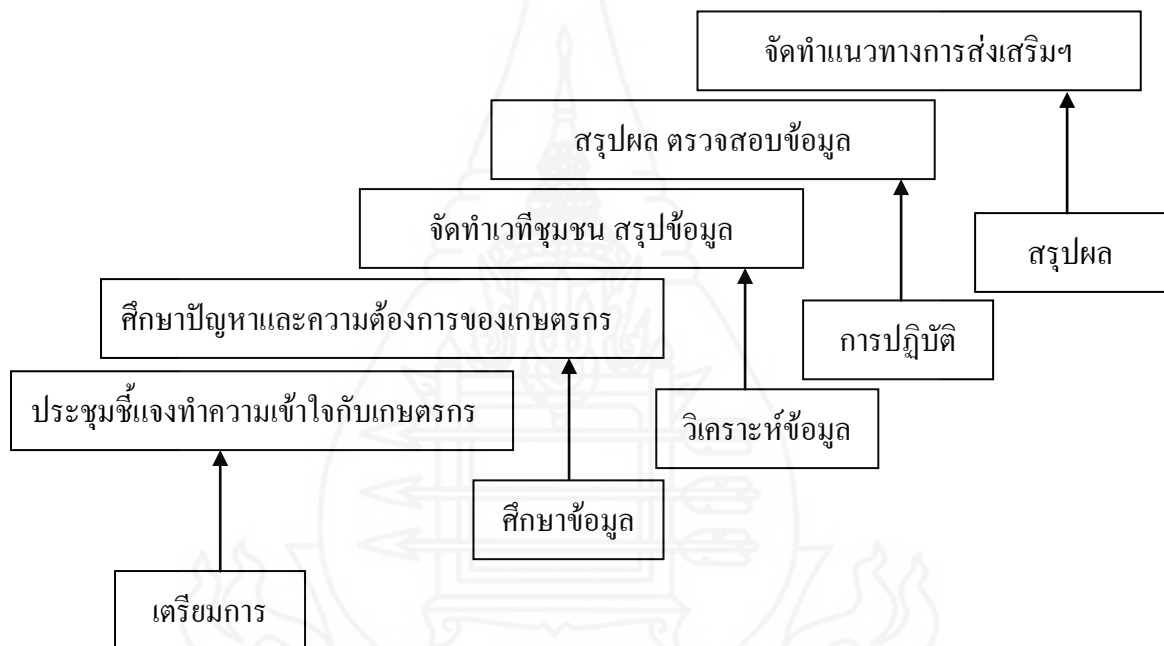 จัดทำแนวทางการส่งเสริมฯ
สรุปผล ตรวจสอบข้อมูล
จัดทำเวทีชุมชน สรุปข้อมูล
สรุปผล
ศึกษาปัญหาและความต้องการของเกษตรกร
การปฏิบัติ
ประชุมชี้แจงทำความเข้าใจกับเกษตรกร
วิเคราะห์ข้อมูล
ศึกษาข้อมูล
เตรียมการ